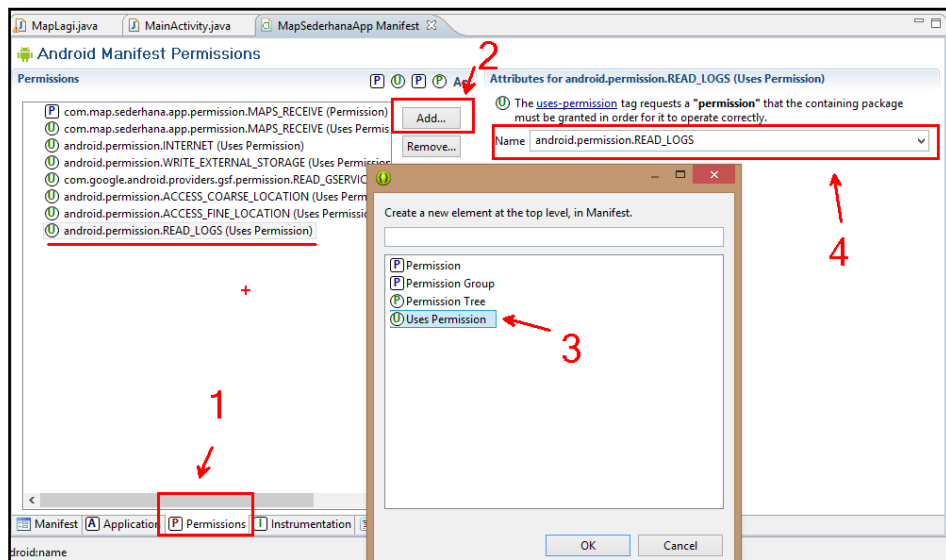 MapLagi.java
MainActivity.java
MapSederhanaApp Manifest
Android Manifest Permissions
2
Permissions
P U P P
Attributes for android.permission.READ_LOGS (Uses Permission)
P com.map.sederhana.app.permission.MAPS_RECEIVE (Permission)
U com.map.sederhana.app.permission.MAPS_RECEIVE (Uses Permis
U android.permission.INTERNET (Uses Permission)
U android.permission.WRITE_EXTERNAL_STORAGE (Uses Permission
U com.google.android.providers.gsf.permission.READ_GSERVIC
U android.permission.ACCESS_COARSE_LOCATION (Uses Perm
U android.permission.ACCESS_FINE_LOCATION (Uses Permissio
U android.permission.READ_LOGS (Uses Permission)
Add...
Remove...
U The uses-permission tag requests a "permission" that the containing package
must be granted in order for it to operate correctly.
Name android.permission.READ_LOGS
4
Create a new element at the top level, in Manifest.
P Permission
P Permission Group
P Permission Tree
U Uses Permission
3
1
OK
Cancel
Manifest
A Application
P Permissions
I Instrumentation
droid:name